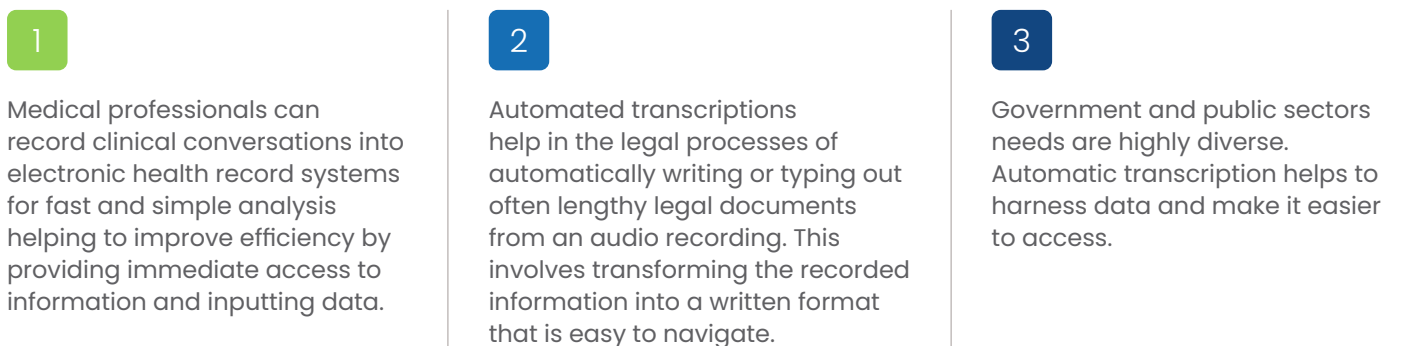 1
Medical professionals can
record clinical conversations into
electronic health record systems
for fast and simple analysis
helping to improve efficiency by
providing immediate access to
information and inputting data.
2
Automated transcriptions
help in the legal processes of
automatically writing or typing out
often lengthy legal documents
from an audio recording. This
involves transforming the recorded
information into a written format
that is easy to navigate.
3
Government and public sectors
needs are highly diverse.
Automatic transcription helps to
harness data and make it easier
to access.